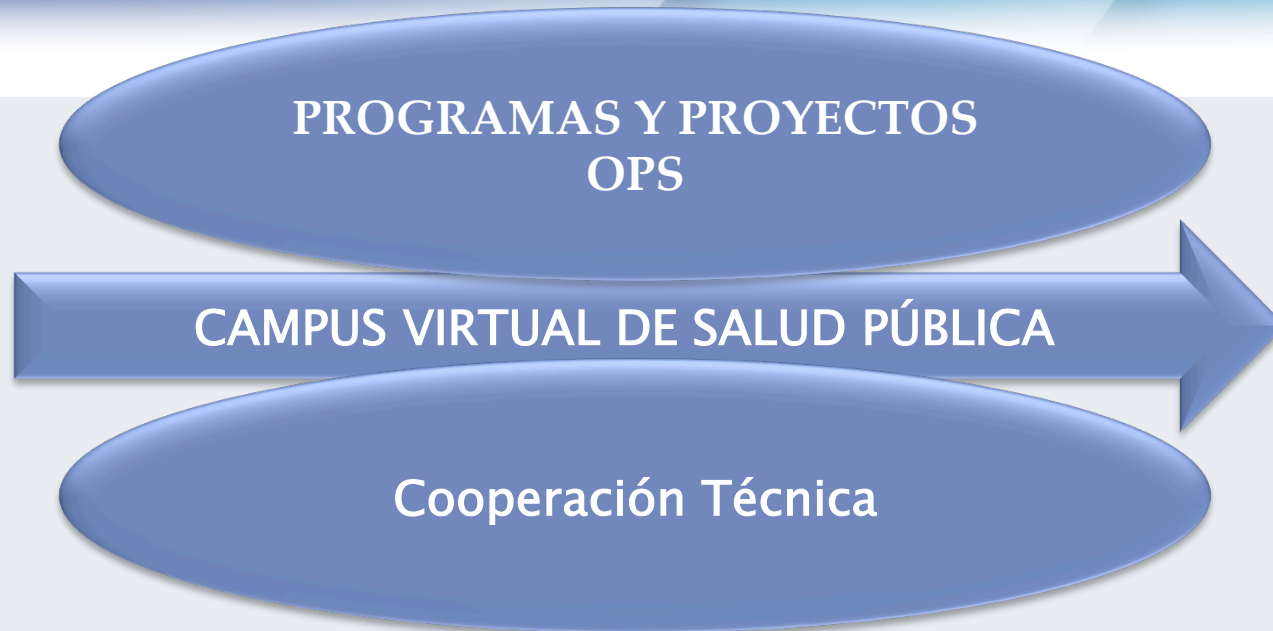 PROGRAMAS Y PROYECTOS
OPS
CAMPUS VIRTUAL DE SALUD PÚBLICA
Cooperación Técnica